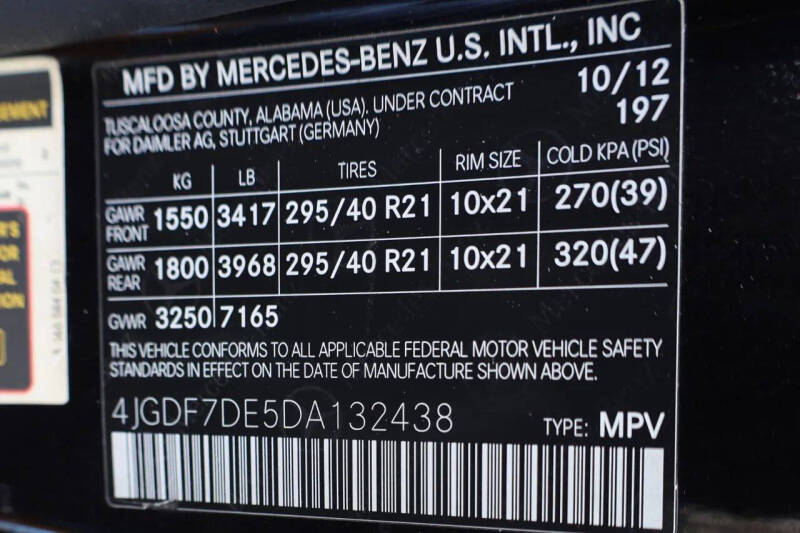 MFD BY MERCEDES-BENZ U.S. INTL., INC
10/12
TUSCALOOSA COUNTY, ALABAMA (USA). UNDER CONTRACT
197
FOR DAIMLER AG, STUTTGART (GERMANY)
KG LB TIRES RIM SIZE COLD KPA (PSI)
GAWR FRONT 1550 3417 295/40 R21 10x21 270(39)
GAWR REAR 1800 3968 295/40 R21 10x21 320(47)
GVWR 3250 7165
THIS VEHICLE CONFORMS TO ALL APPLICABLE FEDERAL MOTOR VEHICLE SAFETY
STANDARDS IN EFFECT ON THE DATE OF MANUFACTURE SHOWN ABOVE.
4JGDF7DE5DA132438
TYPE: MPV